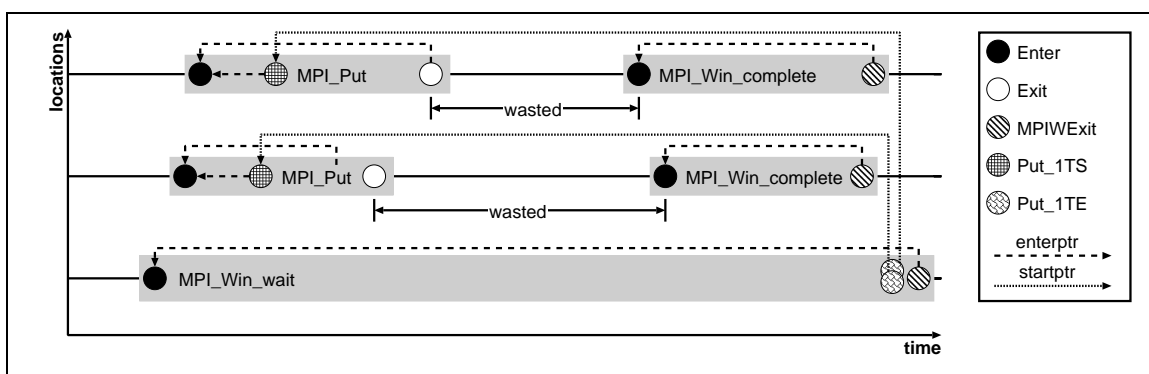 locations
MPI_Put
MPI_Win_complete
wasted
MPI_Put
MPI_Win_complete
wasted
MPI_Win_wait
time
Enter
Exit
MPIWExit
Put_1TS
Put_1TE
enterptr
startptr